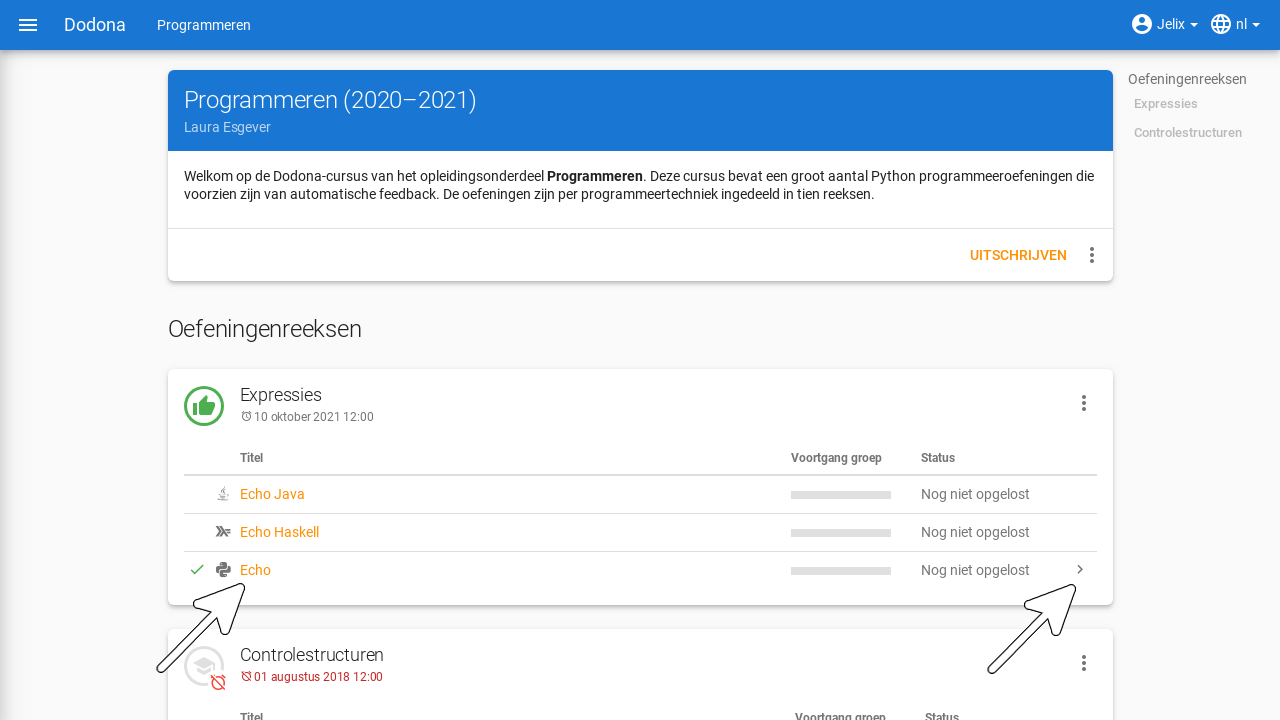 Dodona Programmeren Jelix nl
Programmeren (2020–2021)
Laura Esgever
Welkom op de Dodona-cursus van het opleidingsonderdeel Programmeren. Deze cursus bevat een groot aantal Python programmeeroefeningen die
voorzien zijn van automatische feedback. De oefeningen zijn per programmeertechniek ingedeeld in tien reeksen.
UITSCHRIJVEN
Oefeningenreeksen
Expressies
Controlestructuren
Oefeningenreeksen
Expressies
10 oktober 2021 12:00
Titel Voortgang groep Status
Echo Java Nog niet opgelost
Echo Haskell Nog niet opgelost
Echo Nog niet opgelost
Controlestructuren
01 augustus 2018 12:00
Titel Voortgang groep Status